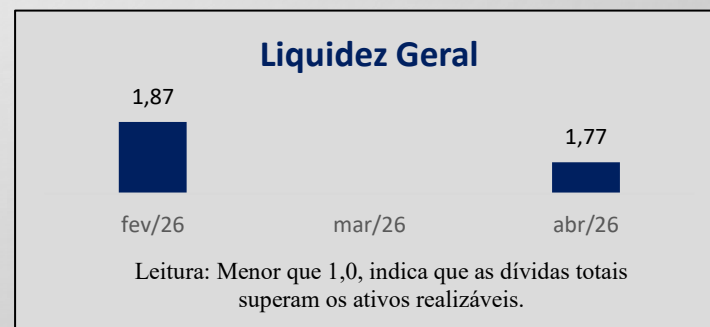 Liquidez Geral
1,87
1,77
fev/26
mar/26
abr/26
Leitura: Menor que 1,0, indica que as dívidas totais
superam os ativos realizáveis.